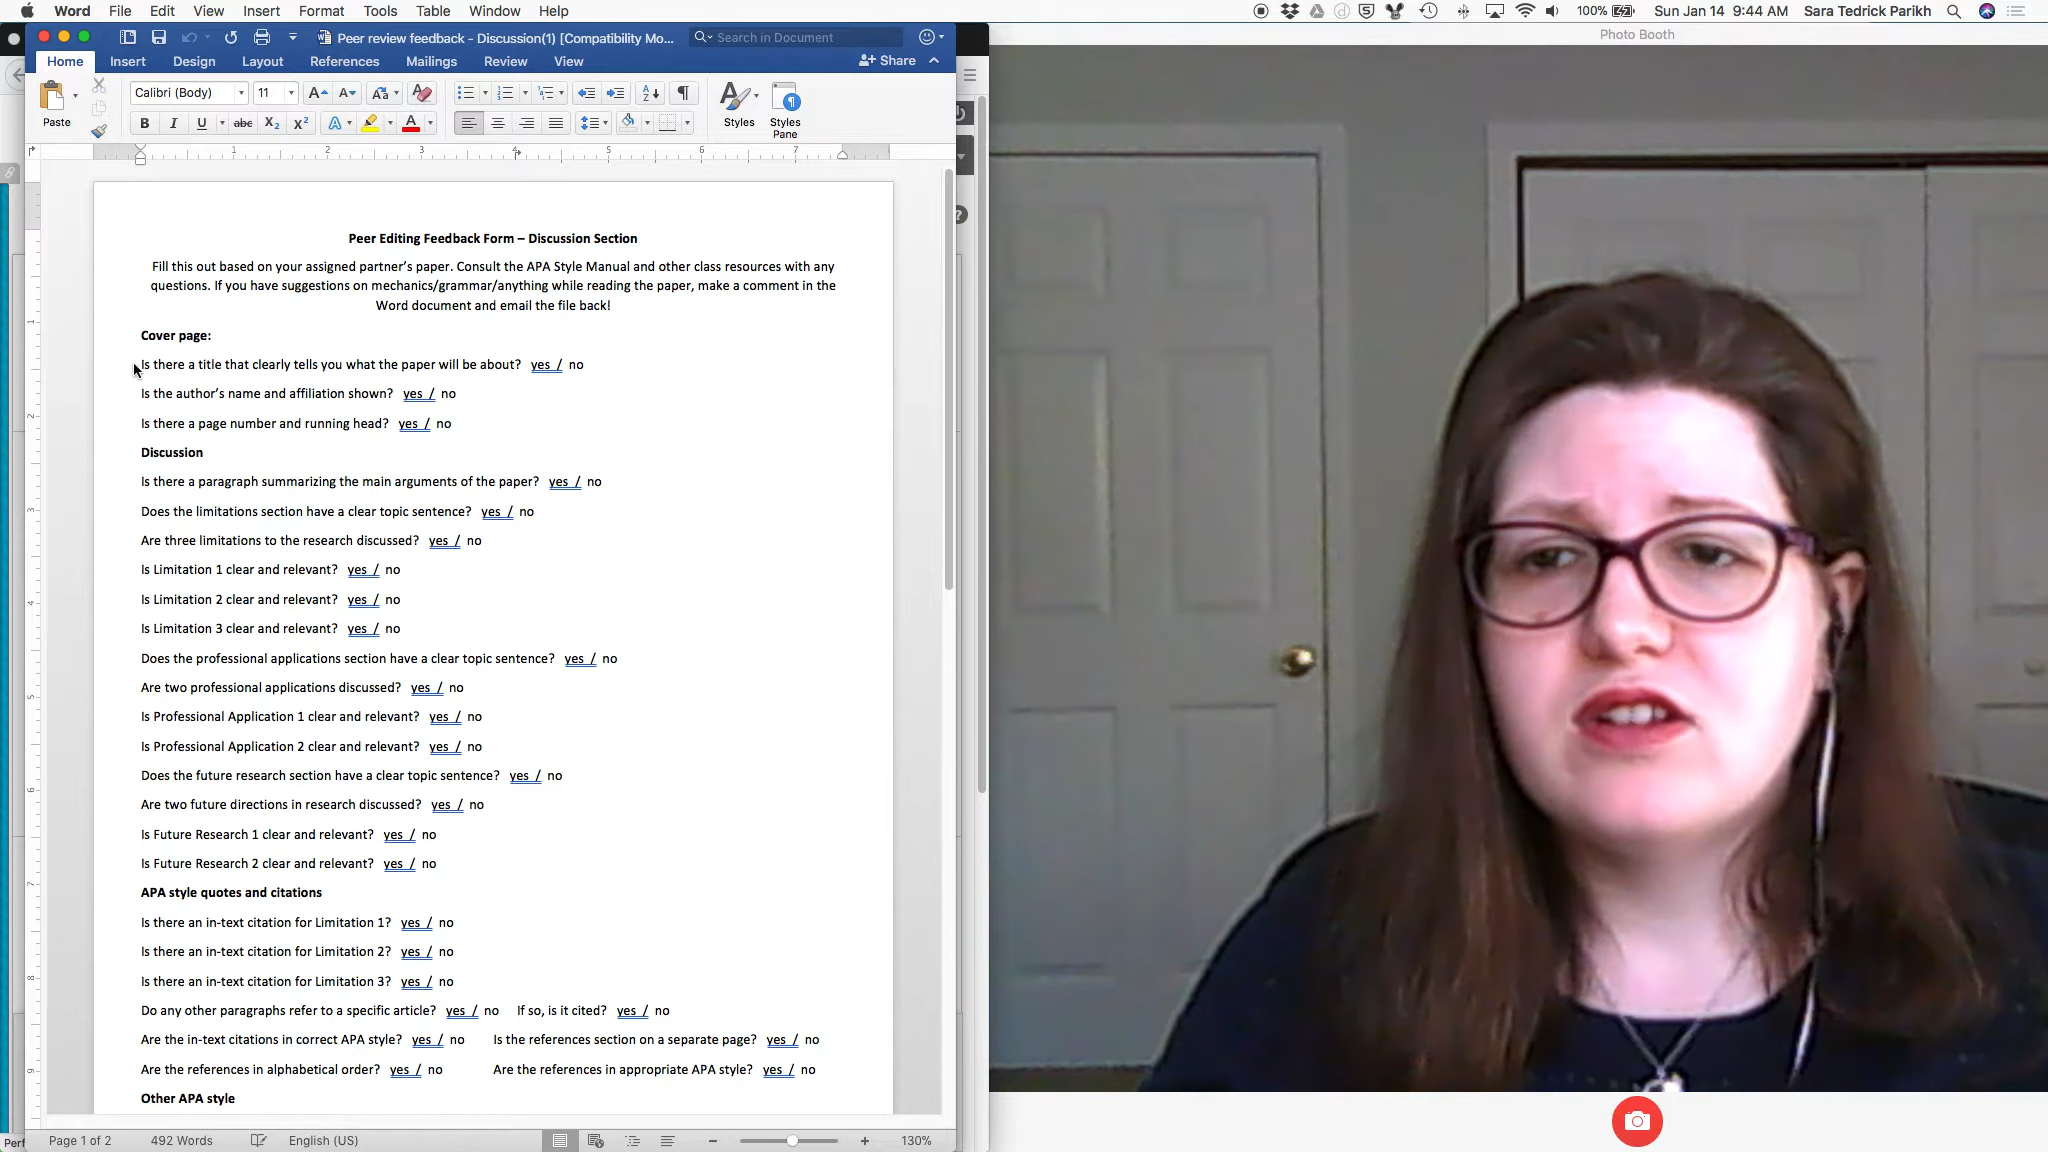 Word File Edit View Insert Format Tools Table Window Help 100% Sun Jan 14 9:44 AM Sara Tedrick Parikh
Photo Booth
Peer review feedback - Discussion(1) [Compatibility Mo... Search in Document
Home Insert Design Layout References Mailings Review View Share
Paste Calibri (Body) 11 Styles Styles Pane
Peer Editing Feedback Form – Discussion Section
Fill this out based on your assigned partner's paper. Consult the APA Style Manual and other class resources with any
questions. If you have suggestions on mechanics/grammar/anything while reading the paper, make a comment in the
Word document and email the file back!
Cover page:
Is there a title that clearly tells you what the paper will be about? yes / no
Is the author's name and affiliation shown? yes / no
Is there a page number and running head? yes / no
Discussion
Is there a paragraph summarizing the main arguments of the paper? yes / no
Does the limitations section have a clear topic sentence? yes / no
Are three limitations to the research discussed? yes / no
Is Limitation 1 clear and relevant? yes / no
Is Limitation 2 clear and relevant? yes / no
Is Limitation 3 clear and relevant? yes / no
Does the professional applications section have a clear topic sentence? yes / no
Are two professional applications discussed? yes / no
Is Professional Application 1 clear and relevant? yes / no
Is Professional Application 2 clear and relevant? yes / no
Does the future research section have a clear topic sentence? yes / no
Are two future directions in research discussed? yes / no
Is Future Research 1 clear and relevant? yes / no
Is Future Research 2 clear and relevant? yes / no
APA style quotes and citations
Is there an in-text citation for Limitation 1? yes / no
Is there an in-text citation for Limitation 2? yes / no
Is there an in-text citation for Limitation 3? yes / no
Do any other paragraphs refer to a specific article? yes / no If so, is it cited? yes / no
Are the in-text citations in correct APA style? yes / no Is the references section on a separate page? yes / no
Are the references in alphabetical order? yes / no Are the references in appropriate APA style? yes / no
Other APA style
Page 1 of 2 492 Words English (US) 130%